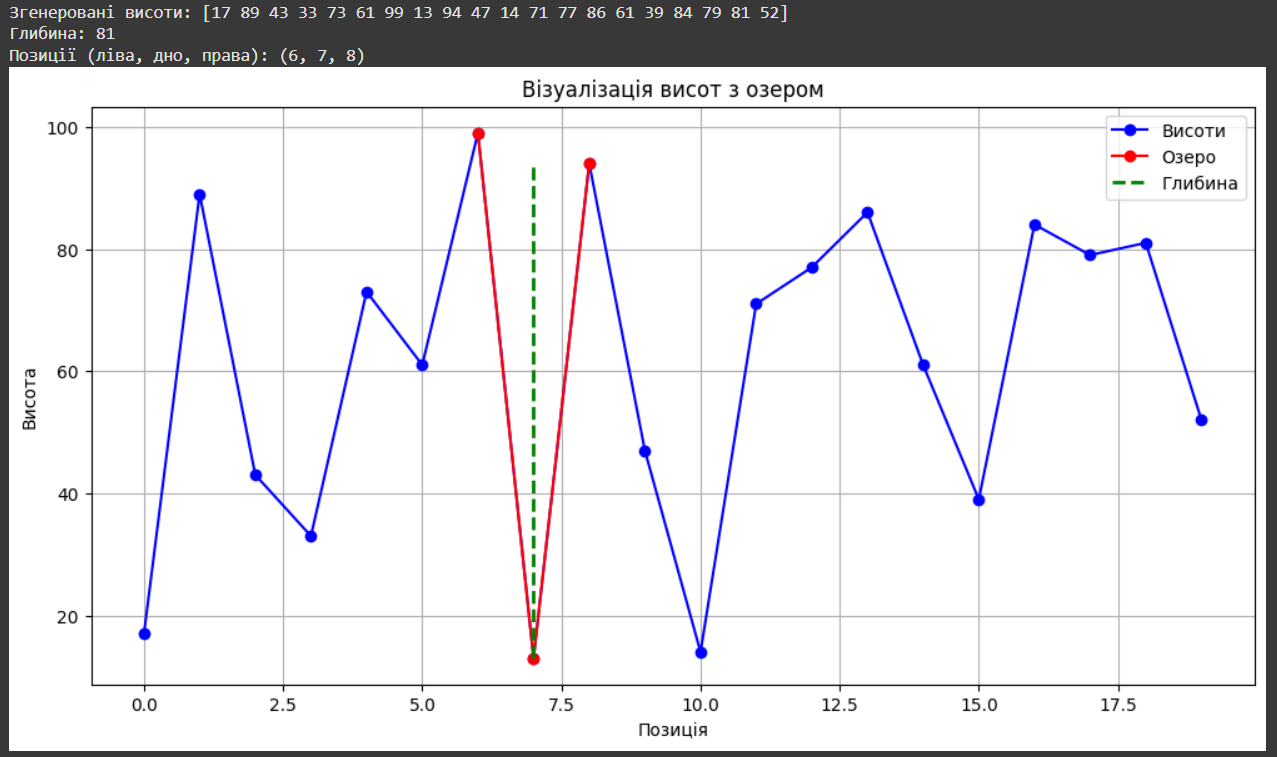 Згенеровані висоти: [17 89 43 33 73 61 99 13 94 47 14 71 77 86 61 39 84 79 81 52]
Глибина: 81
Позиції (ліва, дно, права): (6, 7, 8)
Візуалізація висот з озером
Висоти
Озеро
Глибина
100
80
60
40
20
Висота
0.0 2.5 5.0 7.5 10.0 12.5 15.0 17.5
Позиція